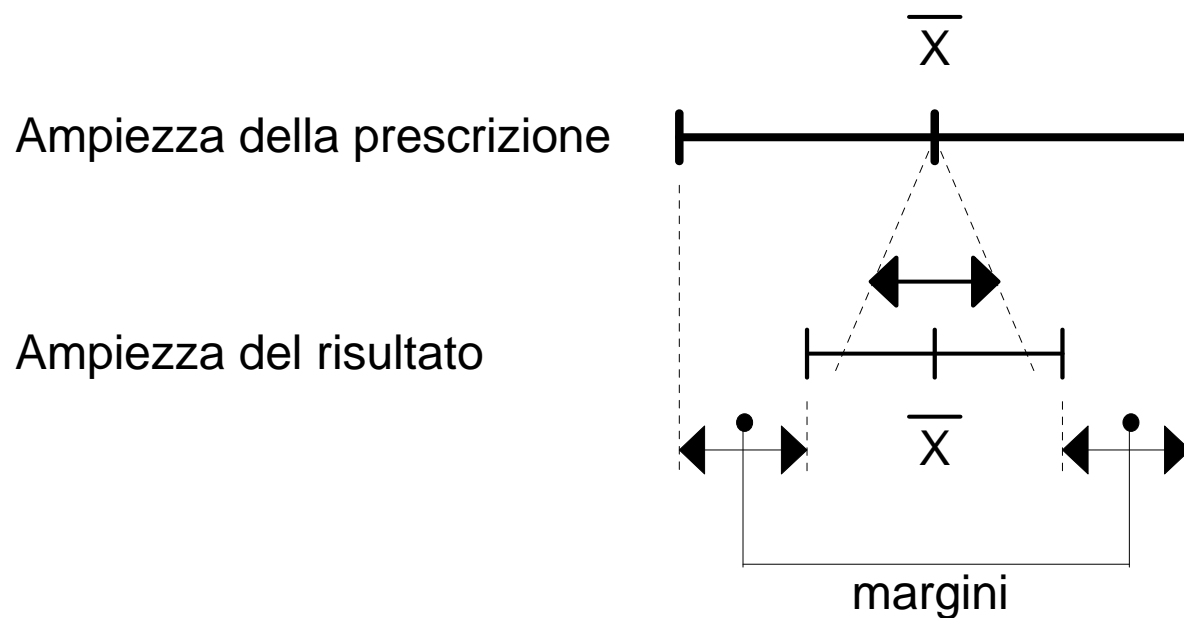 X̅
Ampiezza della prescrizione
Ampiezza del risultato
X̅
margini